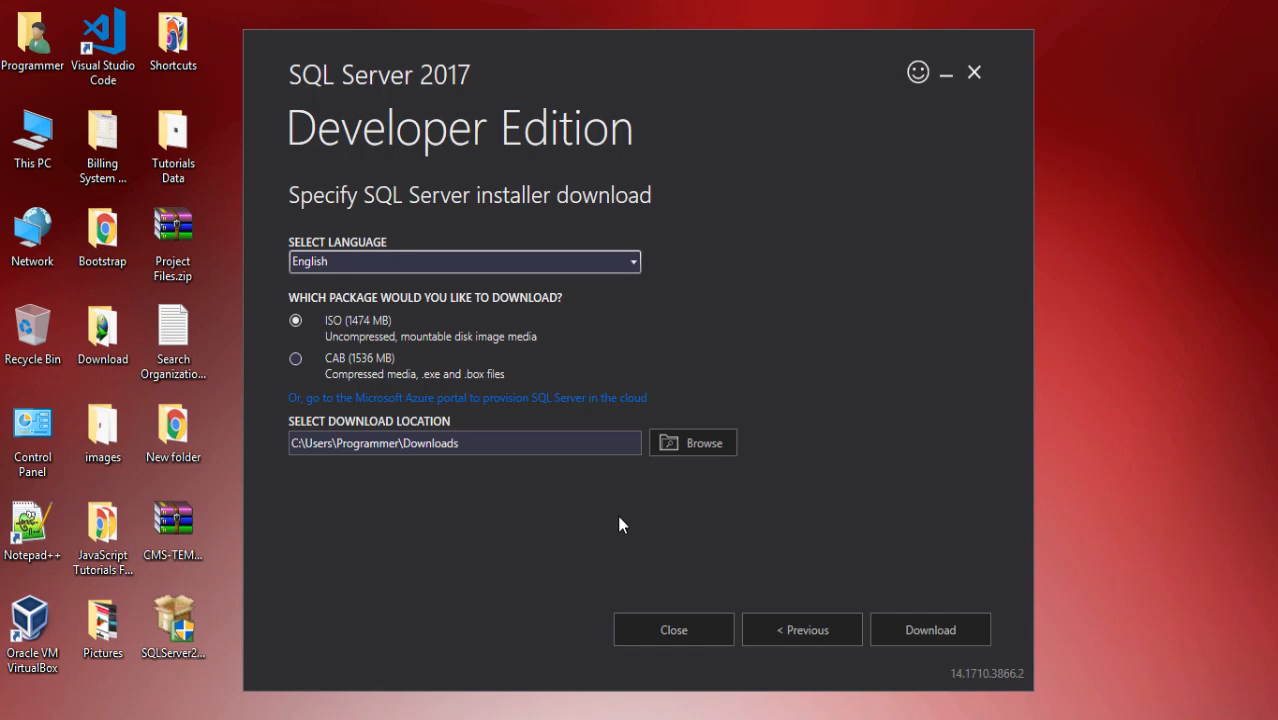 Programmer
Visual Studio
Code
Shortcuts
This PC
Billing
System ...
Tutorials
Data
Network
Bootstrap
Project
Files.zip
Recycle Bin
Download
Search
Organizatio...
Control
Panel
images
New folder
Notepad++
JavaScript
Tutorials F...
CMS-TEM...
Oracle VM
VirtualBox
Pictures
SQLServer2...
SQL Server 2017
Developer Edition
Specify SQL Server installer download
SELECT LANGUAGE
English
WHICH PACKAGE WOULD YOU LIKE TO DOWNLOAD?
ISO (1474 MB)
Uncompressed, mountable disk image media
CAB (1536 MB)
Compressed media, .exe and .box files
Or, go to the Microsoft Azure portal to provision SQL Server in the cloud
SELECT DOWNLOAD LOCATION
C:\Users\Programmer\Downloads
Browse
Close
< Previous
Download
14.1710.3866.2